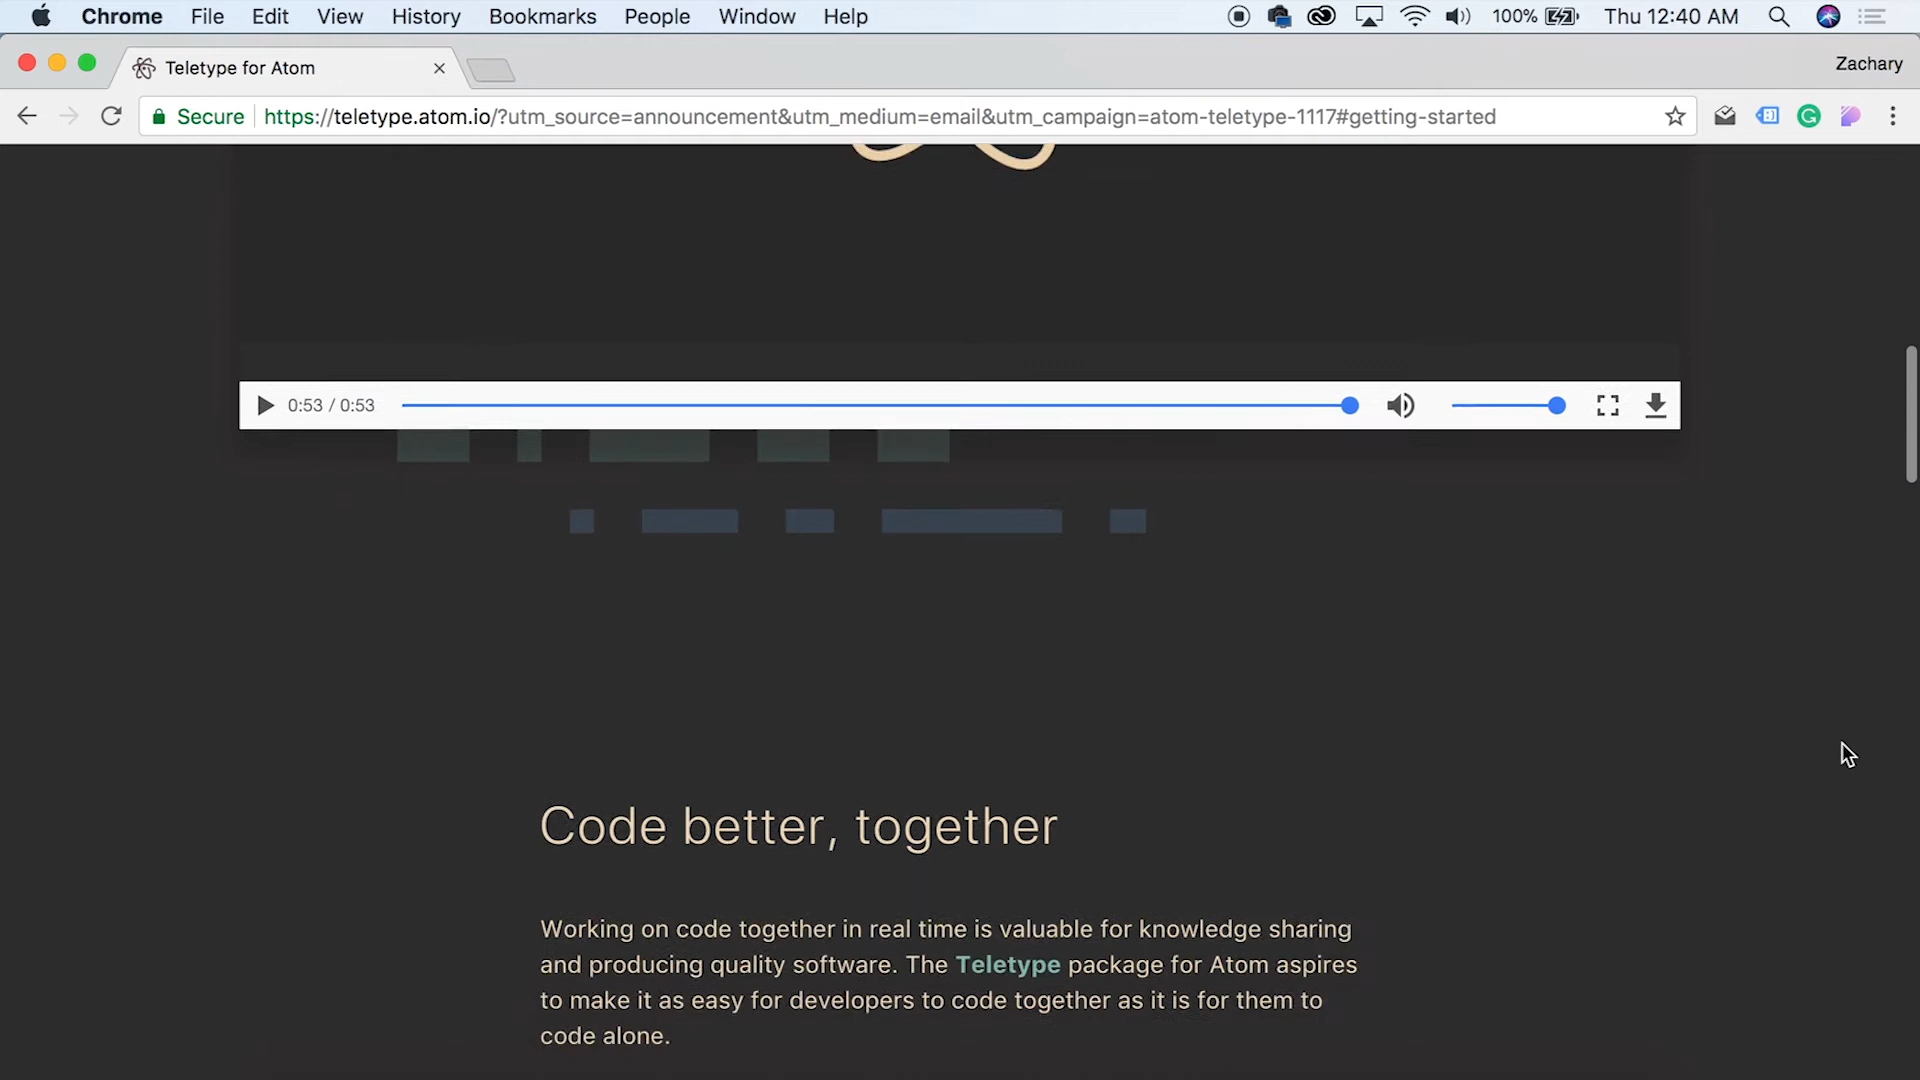 Chrome File Edit View History Bookmarks People Window Help 100% Thu 12:40 AM
Teletype for Atom Zachary
Secure https://teletype.atom.io/?utm_source=announcement&utm_medium=email&utm_campaign=atom-teletype-1117#getting-started
0:53 / 0:53
Code better, together
Working on code together in real time is valuable for knowledge sharing
and producing quality software. The Teletype package for Atom aspires
to make it as easy for developers to code together as it is for them to
code alone.